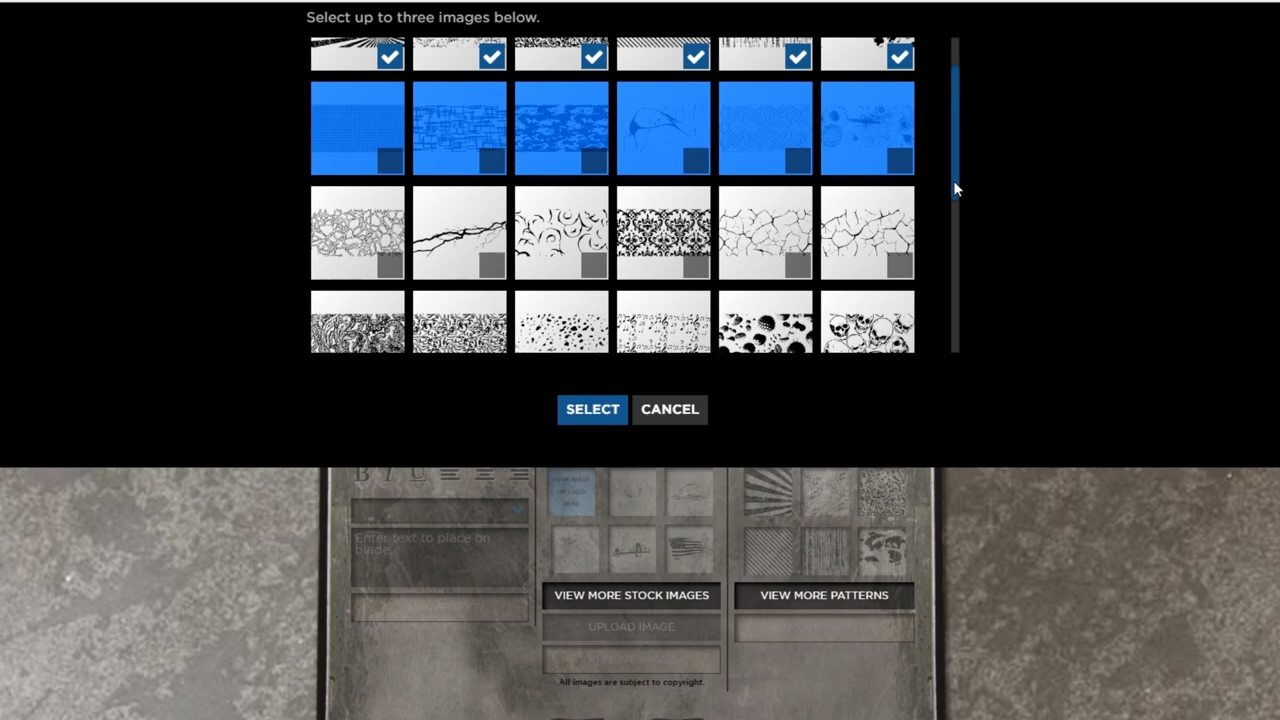 Select up to three images below.
SELECT
CANCEL
B I U
Enter text to place on
blade.
VIEW MORE STOCK IMAGES
VIEW MORE PATTERNS
UPLOAD IMAGE
All images are subject to copyright.